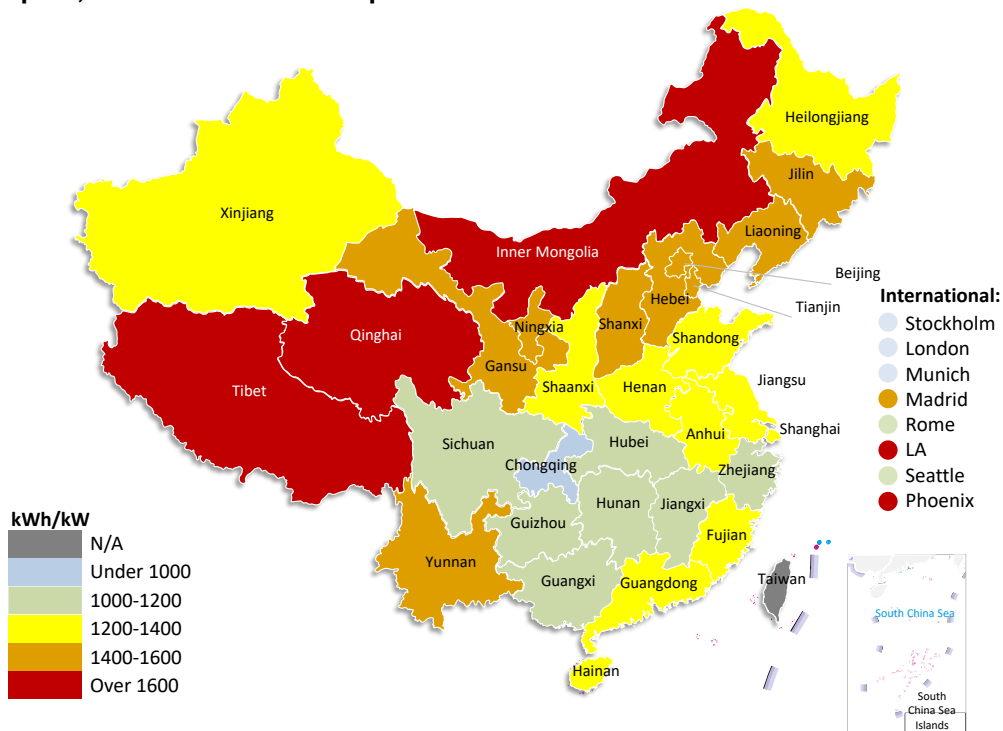 Heilongjiang
Jilin
Xinjiang
Liaoning
Inner Mongolia
Beijing
Hebei
Tianjin
International:
Stockholm
London
Munich
Madrid
Rome
LA
Seattle
Phoenix
Ningxia
Shanxi
Qinghai
Shandong
Gansu
Tibet
Shaanxi
Henan
Jiangsu
Anhui
Shanghai
Sichuan
Hubei
Chongqing
Zhejiang
Hunan
Jiangxi
Guizhou
Fujian
Yunnan
Guangxi
Guangdong
Taiwan
Hainan
kWh/kW
N/A
Under 1000
1000-1200
1200-1400
1400-1600
Over 1600
South China Sea
South
China Sea
Islands